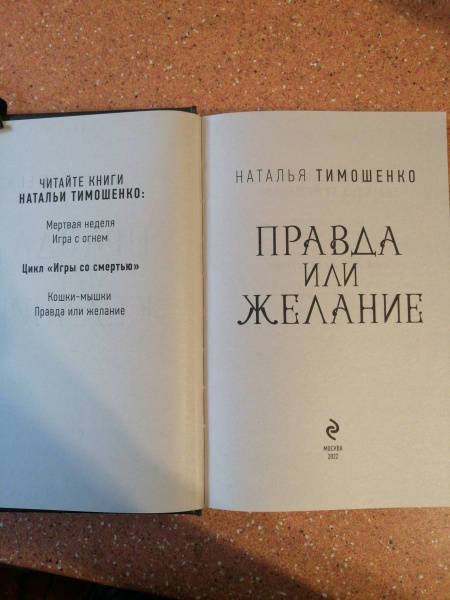 ЧИТАЙТЕ КНИГИ
НАТАЛЬИ ТИМОШЕНКО:
Мертвая неделя
Игра с огнем
Цикл «Игры со смертью»
Кошки-мышки
Правда или желание
НАТАЛЬЯ ТИМОШЕНКО
ПРАВДА
ИЛИ
ЖЕЛАНИЕ
МОСКВА
2022